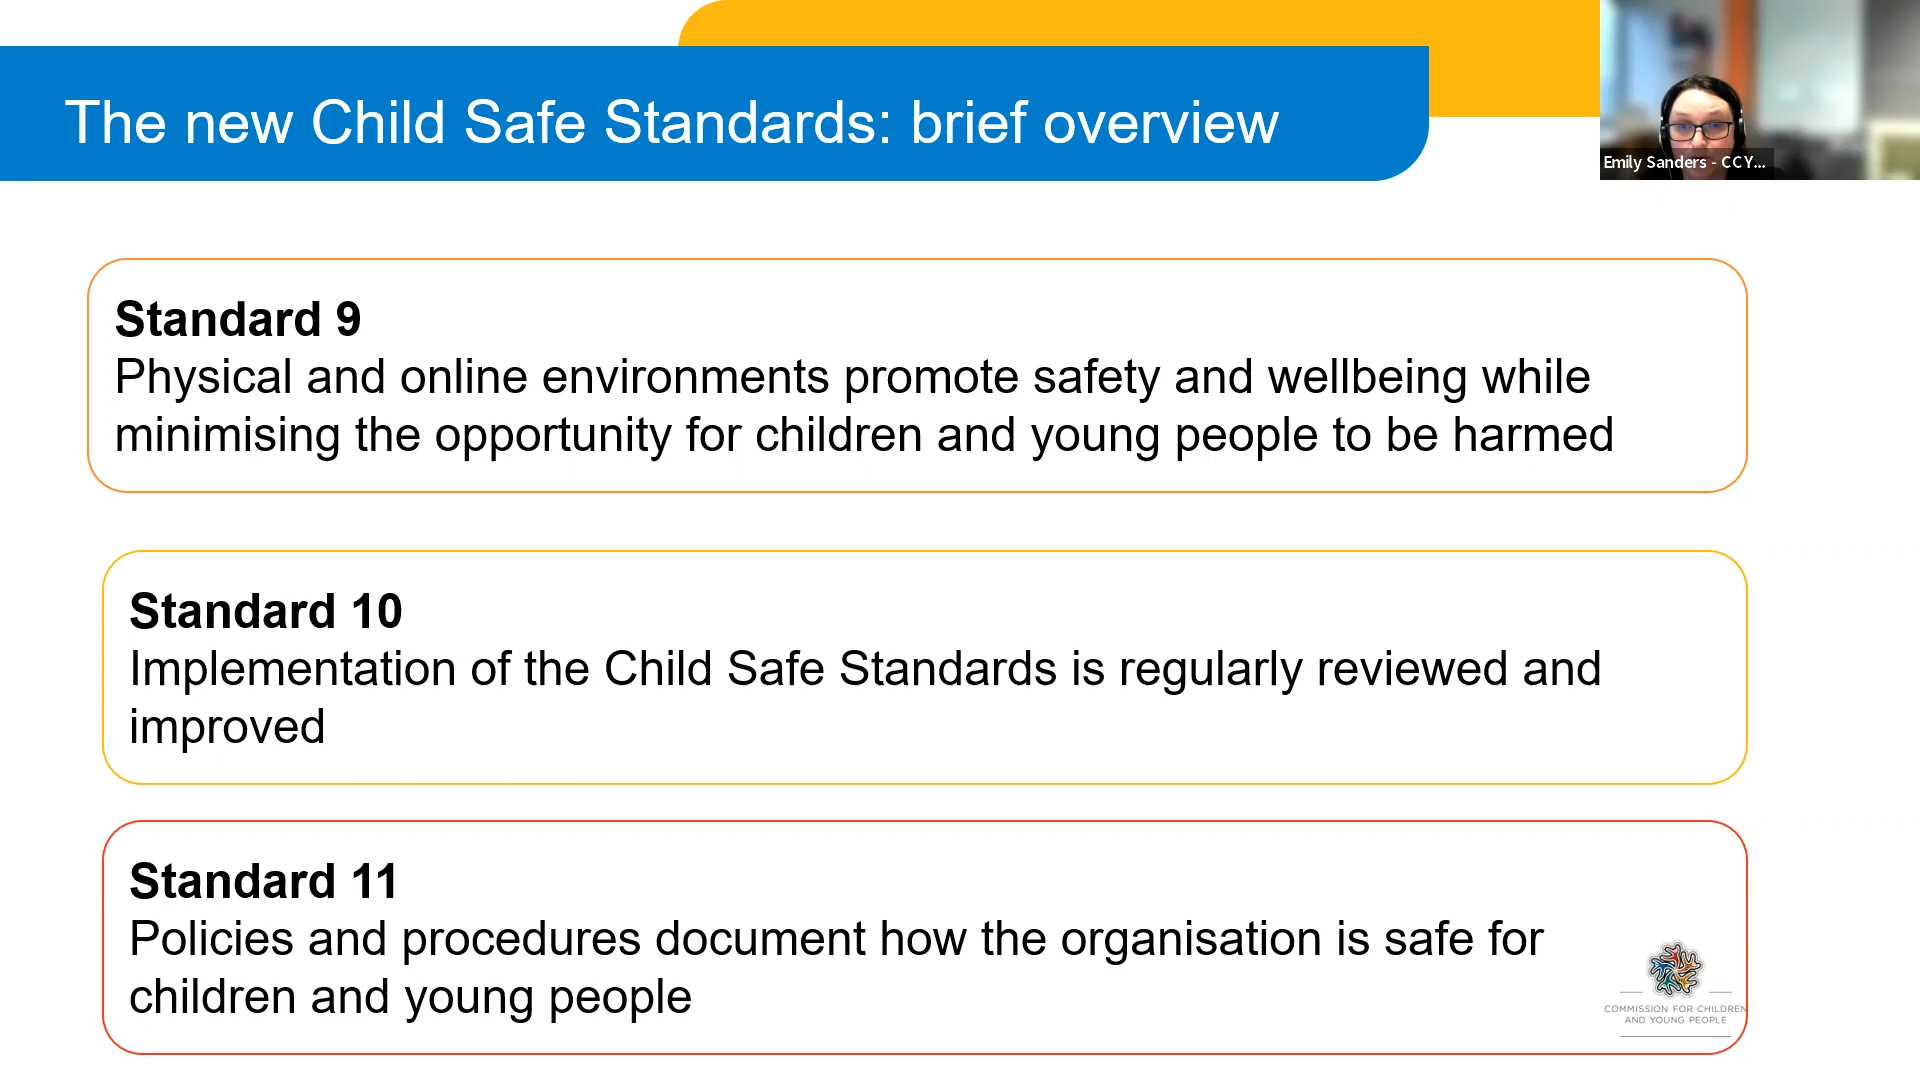 The new Child Safe Standards: brief overview
Emily Sanders - CCY...
Standard 9
Physical and online environments promote safety and wellbeing while
minimising the opportunity for children and young people to be harmed
Standard 10
Implementation of the Child Safe Standards is regularly reviewed and
improved
Standard 11
Policies and procedures document how the organisation is safe for
children and young people
COMMISSION FOR CHILDREN
AND YOUNG PEOPLE